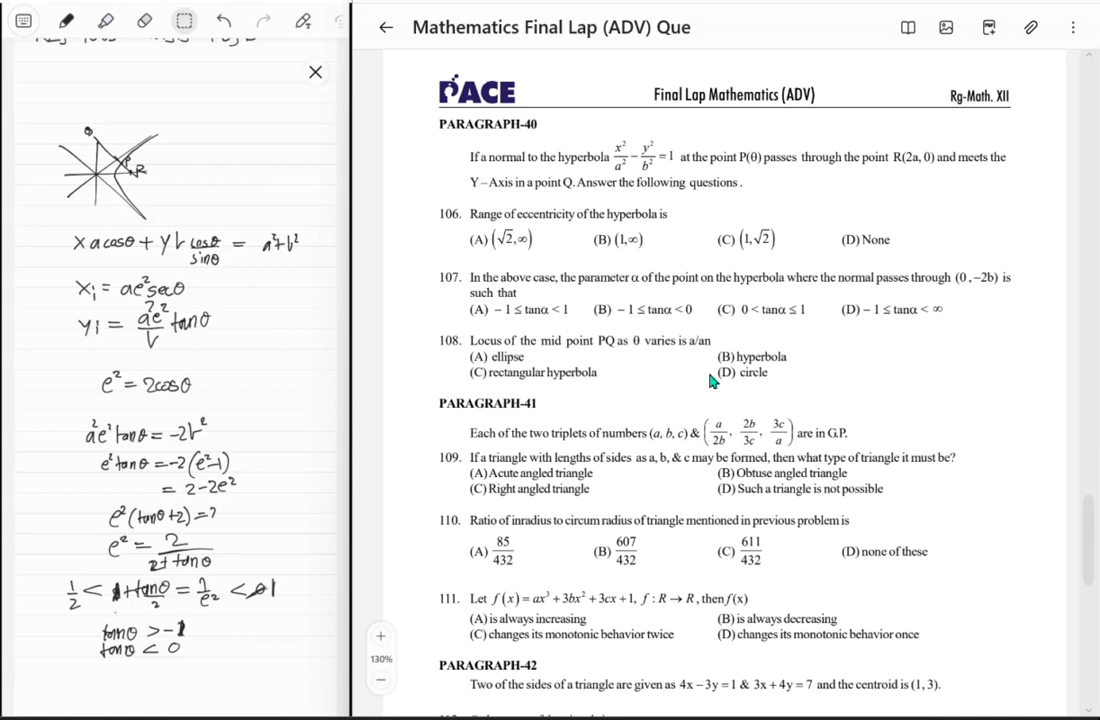 Mathematics Final Lap (ADV) Que
Q
P
R
x a cosθ + y b cosθ/sinθ = a²+b²
x₁ = ae²secθ
y₁ = a²e²/b tanθ
e² = 2cosθ
a²e²tanθ = -2b²
e²tanθ = -2(e²-1)
= 2-2e²
e²(tanθ+2) = 2
e² = 2/(2+tanθ)
1/2 < 1+tanθ/2 = 1/e² < 1
tanθ > -1
tanθ < 0
PACE
Final Lap Mathematics (ADV)
Rg-Math. XII
PARAGRAPH-40
If a normal to the hyperbola x²/a² − y²/b² = 1 at the point P(θ) passes through the point R(2a, 0) and meets the
Y – Axis in a point Q. Answer the following questions .
106. Range of eccentricity of the hyperbola is
(A) (√2,∞) (B) (1,∞) (C) (1,√2) (D) None
107. In the above case, the parameter α of the point on the hyperbola where the normal passes through (0 , −2b) is
such that
(A) − 1 ≤ tanα < 1 (B) − 1 ≤ tanα < 0 (C) 0 < tanα ≤ 1 (D) − 1 ≤ tanα < ∞
108. Locus of the mid point PQ as θ varies is a/an
(A) ellipse (B) hyperbola
(C) rectangular hyperbola (D) circle
PARAGRAPH-41
Each of the two triplets of numbers (a, b, c) & (a/2b, 2b/3c, 3c/a) are in G.P.
109. If a triangle with lengths of sides as a, b, & c may be formed, then what type of triangle it must be?
(A) Acute angled triangle (B) Obtuse angled triangle
(C) Right angled triangle (D) Such a triangle is not possible
110. Ratio of inradius to circum radius of triangle mentioned in previous problem is
(A) 85/432 (B) 607/432 (C) 611/432 (D) none of these
111. Let f(x) = ax³ + 3bx² + 3cx + 1, f : R → R, then f(x)
(A) is always increasing (B) is always decreasing
(C) changes its monotonic behavior twice (D) changes its monotonic behavior once
PARAGRAPH-42
Two of the sides of a triangle are given as 4x – 3y = 1 & 3x + 4y = 7 and the centroid is (1, 3).
130%